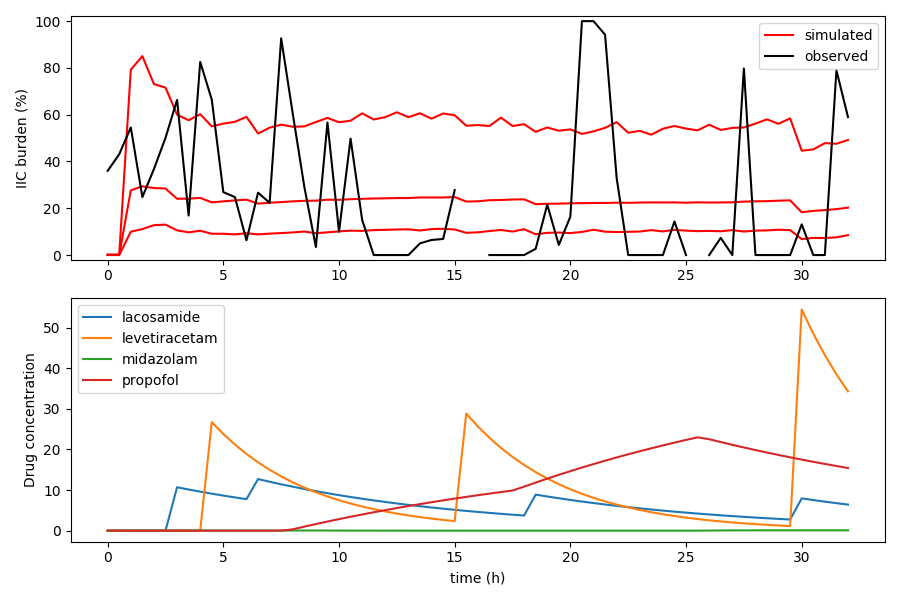 100
80
60
40
20
0
IIC burden (%)
simulated
observed
0 5 10 15 20 25 30
50
40
30
20
10
0
Drug concentration
lacosamide
levetiracetam
midazolam
propofol
0 5 10 15 20 25 30
time (h)